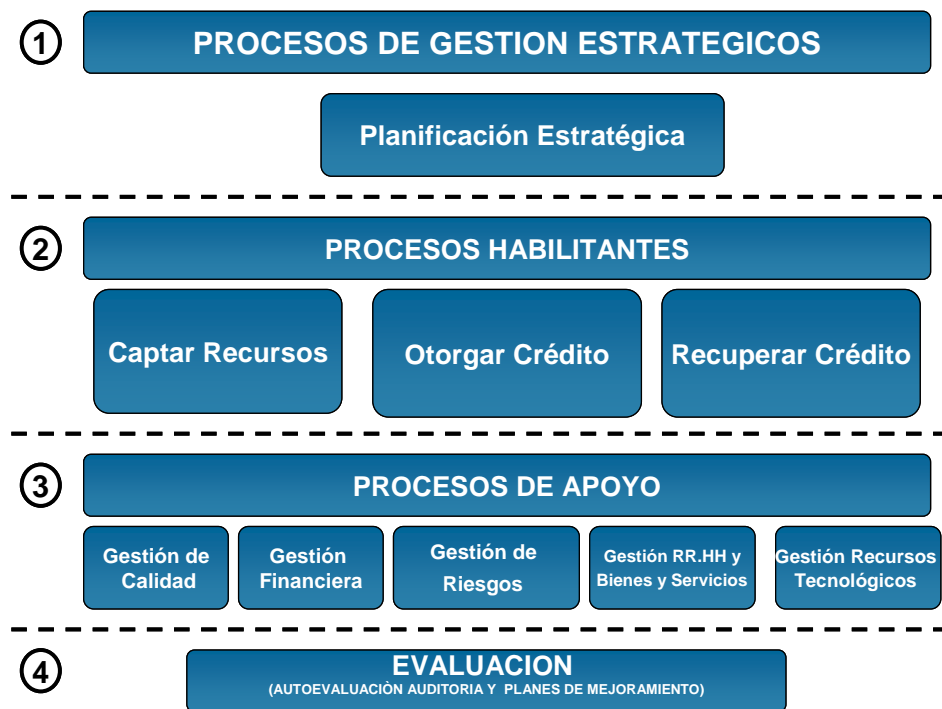 1
PROCESOS DE GESTION ESTRATEGICOS
Planificación Estratégica
2
PROCESOS HABILITANTES
Captar Recursos
Otorgar Crédito
Recuperar Crédito
3
PROCESOS DE APOYO
Gestión de
Calidad
Gestión
Financiera
Gestión de
Riesgos
Gestión RR.HH y
Bienes y Servicios
Gestión Recursos
Tecnológicos
4
EVALUACION
(AUTOEVALUACIÒN AUDITORIA Y PLANES DE MEJORAMIENTO)